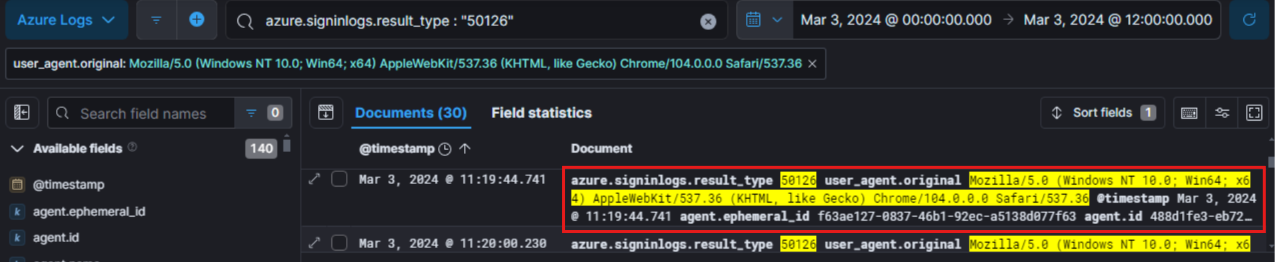 Azure Logs
azure.signinlogs.result_type : "50126"
Mar 3, 2024 @ 00:00:00.000 → Mar 3, 2024 @ 12:00:00.000
user_agent.original: Mozilla/5.0 (Windows NT 10.0; Win64; x64) AppleWebKit/537.36 (KHTML, like Gecko) Chrome/104.0.0.0 Safari/537.36 ×
Search field names 0
Documents (30) Field statistics
Sort fields 1
Available fields 140
@timestamp
agent.ephemeral_id
agent.id
@timestamp Document
Mar 3, 2024 @ 11:19:44.741
azure.signinlogs.result_type 50126 user_agent.original Mozilla/5.0 (Windows NT 10.0; Win64; x6
4) AppleWebKit/537.36 (KHTML, like Gecko) Chrome/104.0.0.0 Safari/537.36 @timestamp Mar 3, 2024
@ 11:19:44.741 agent.ephemeral_id f63ae127-0837-46b1-92ec-a5138d077f63 agent.id 488d1fe3-eb72…
Mar 3, 2024 @ 11:20:00.230
azure.signinlogs.result_type 50126 user_agent.original Mozilla/5.0 (Windows NT 10.0; Win64; x6